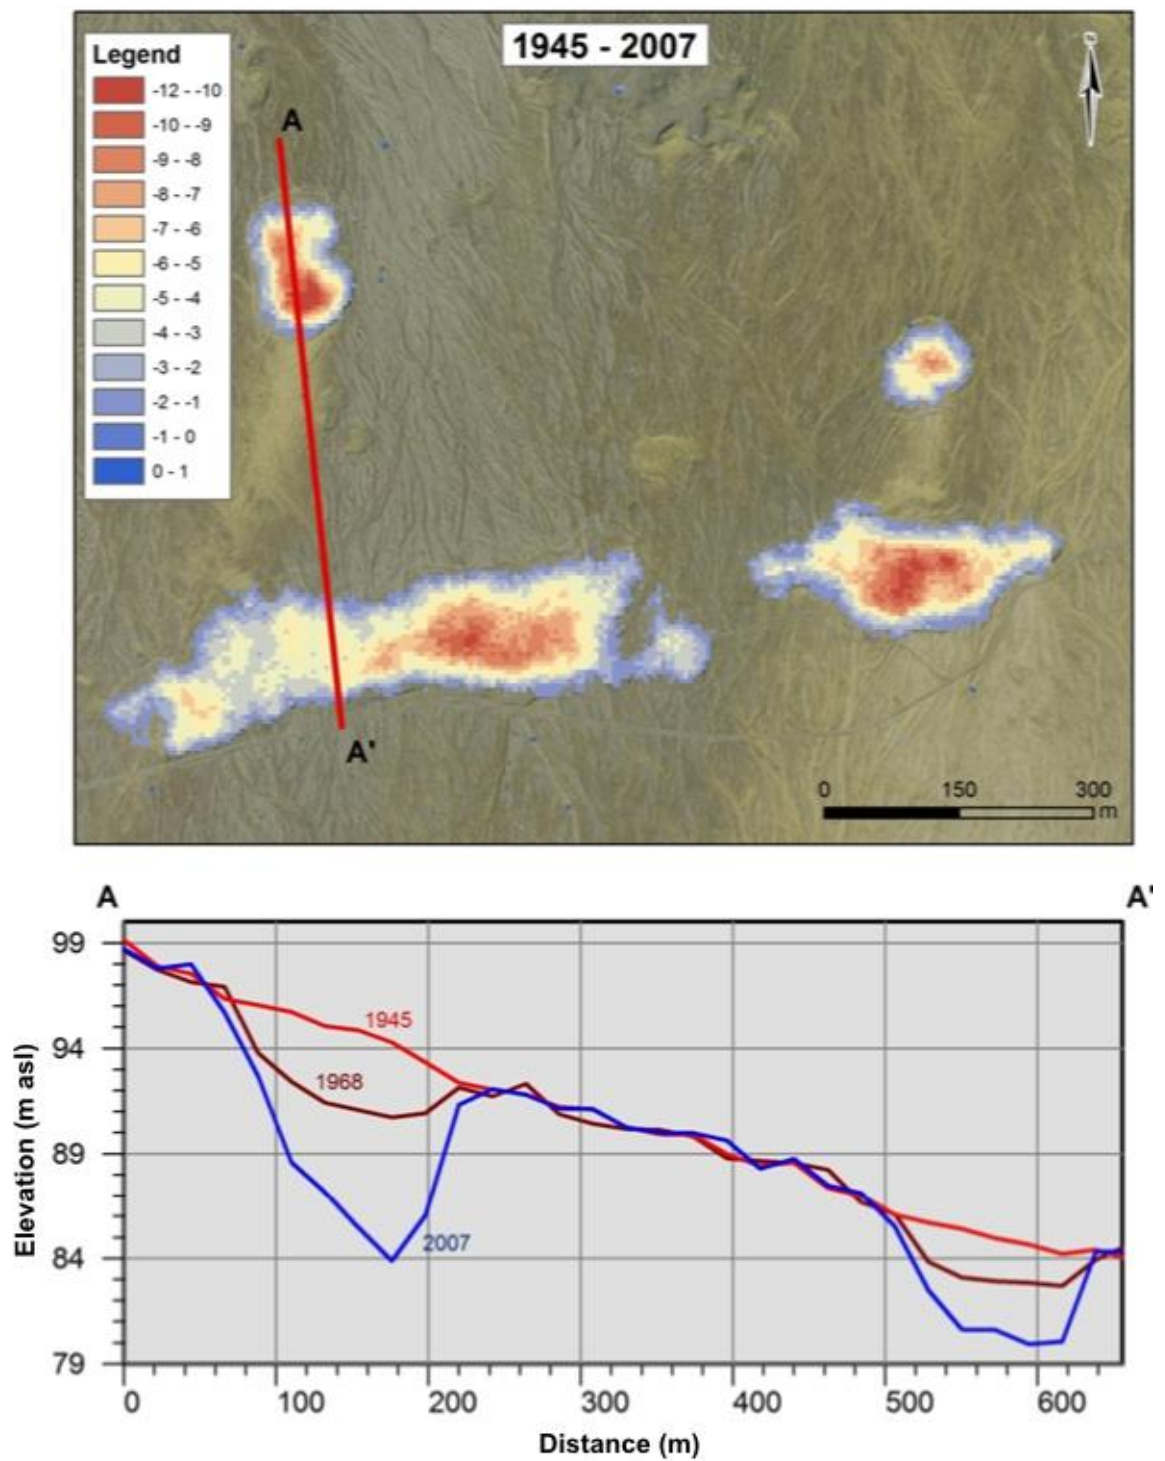 1945 - 2007
Legend
-12 - -10
-10 - -9
-9 - -8
-8 - -7
-7 - -6
-6 - -5
-5 - -4
-4 - -3
-3 - -2
-2 - -1
-1 - 0
0 - 1
A
A'
0 150 300
m
A A'
99
94
89
84
79
1945
1968
2007
Elevation (m asl)
0 100 200 300 400 500 600
Distance (m)